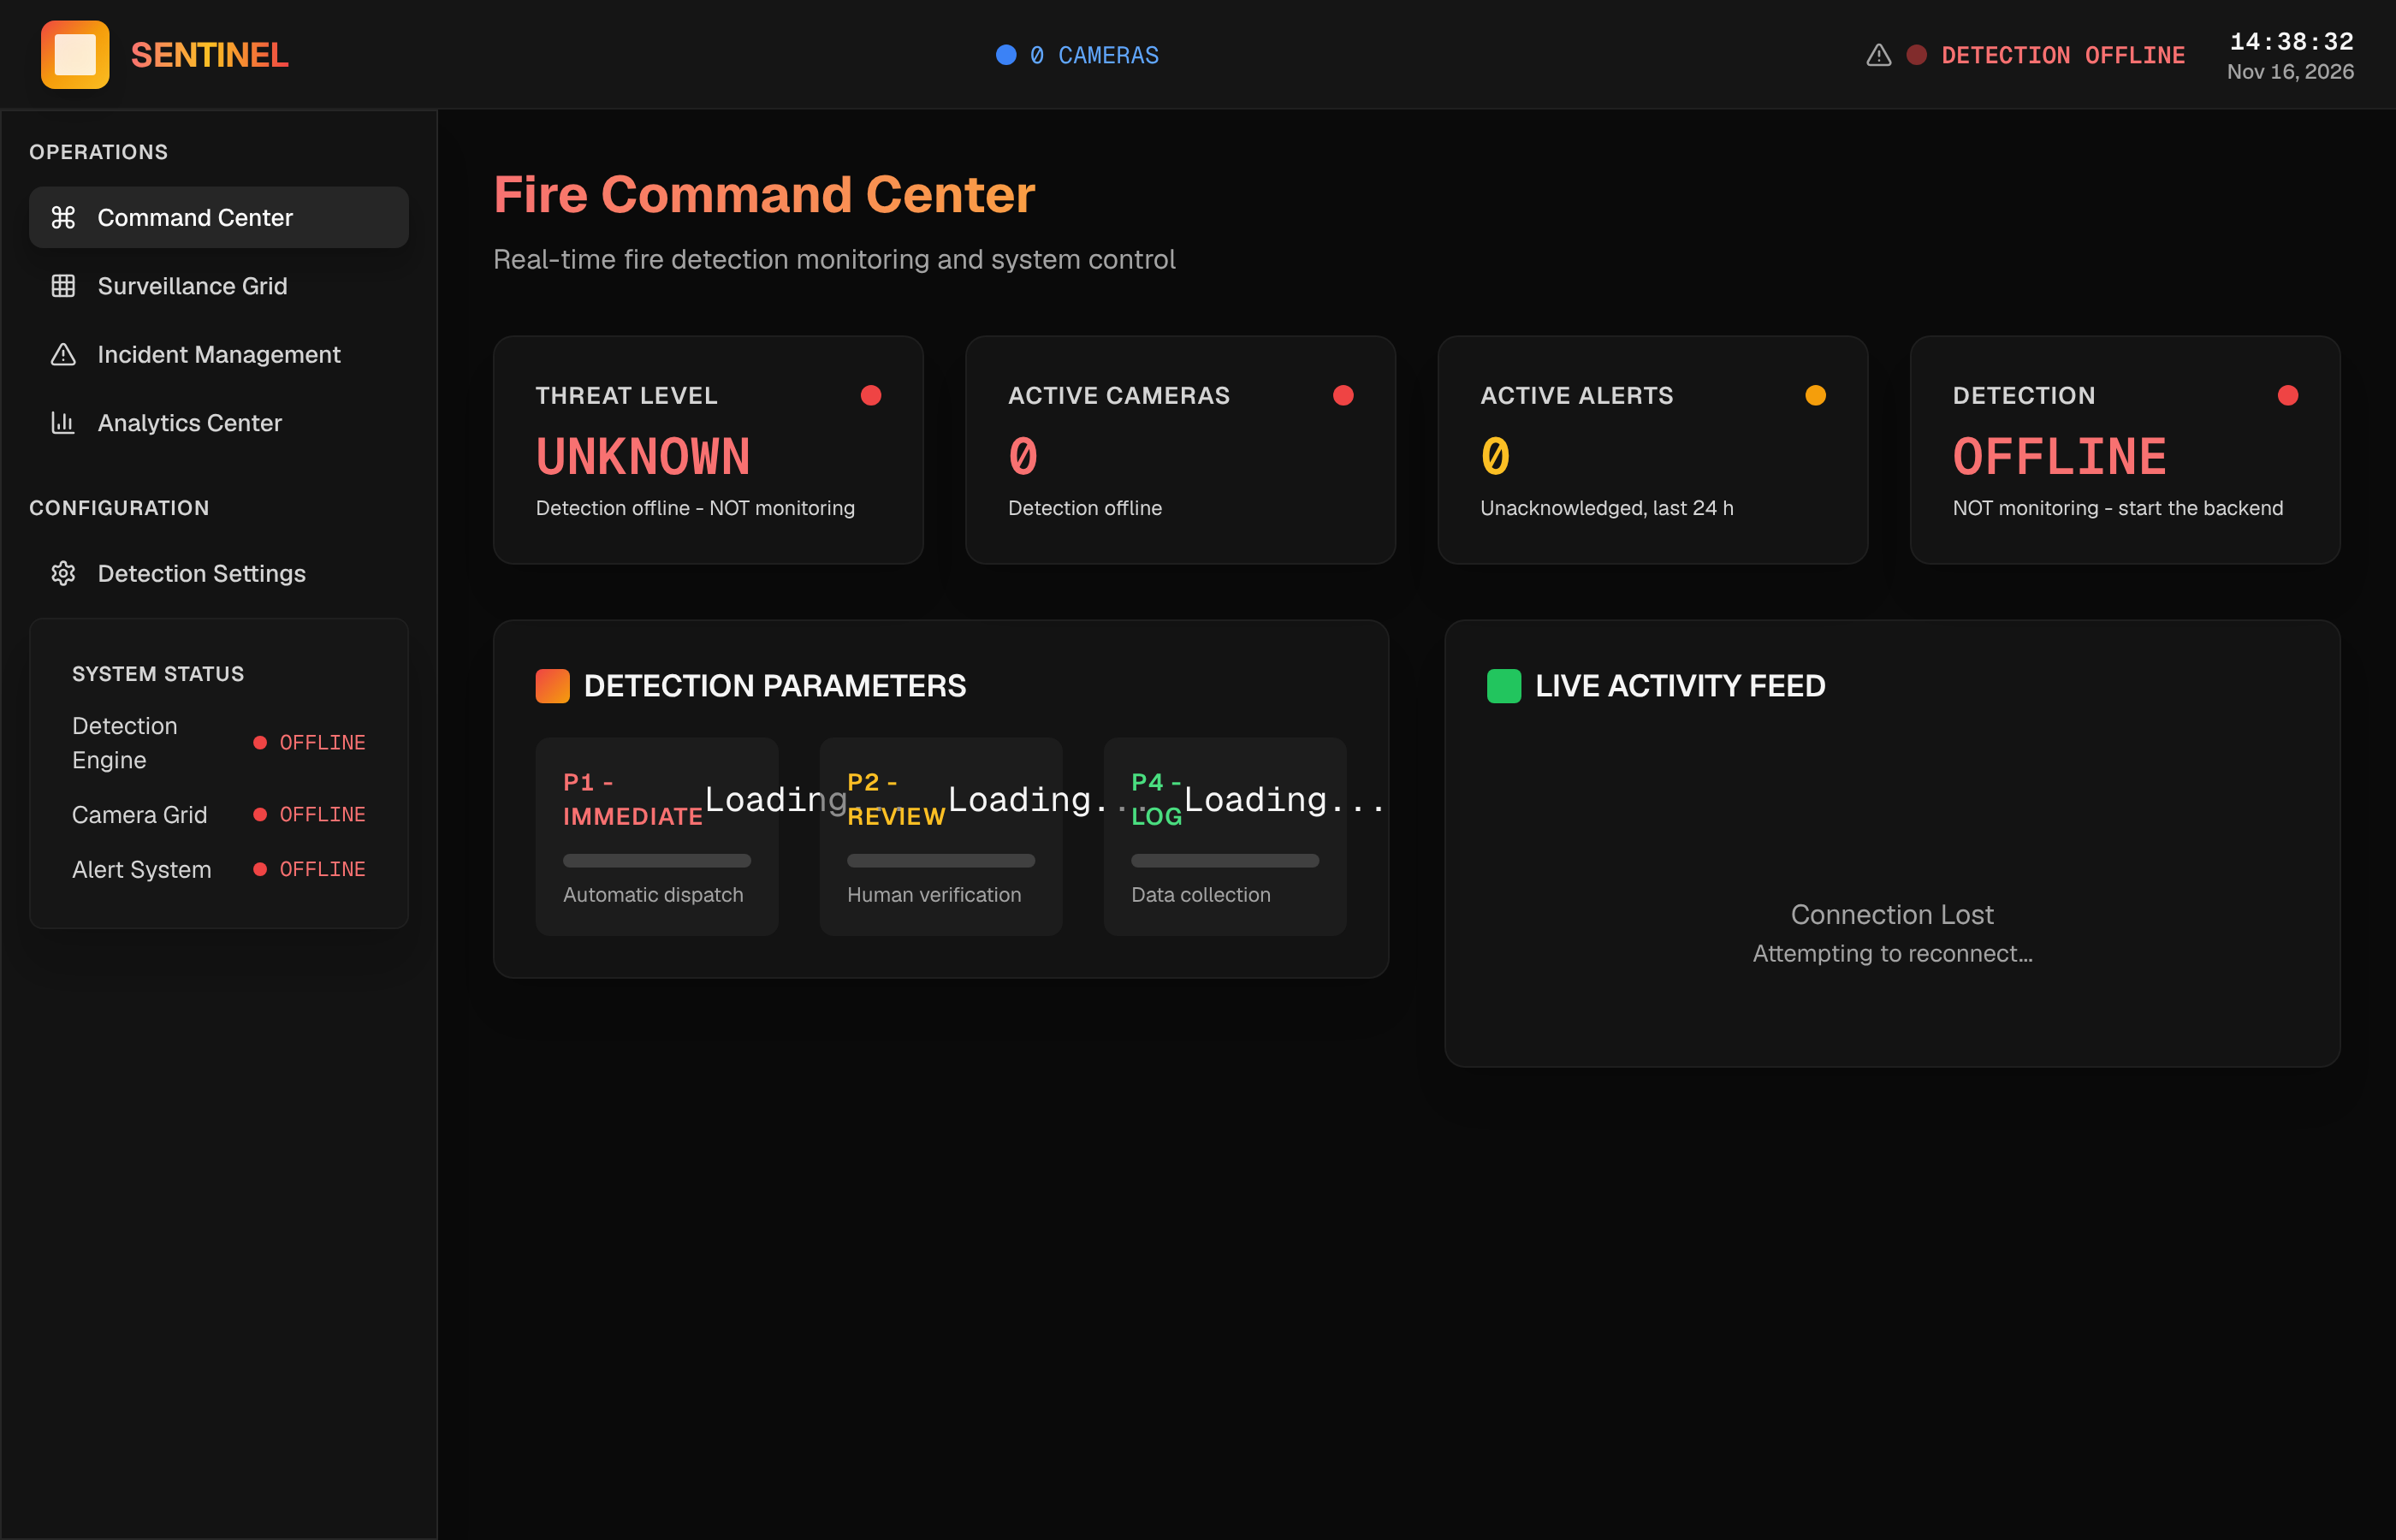 SENTINEL
0 CAMERAS
DETECTION OFFLINE
14:38:32
Nov 16, 2026
OPERATIONS
Command Center
Surveillance Grid
Incident Management
Analytics Center
CONFIGURATION
Detection Settings
SYSTEM STATUS
Detection
Engine
OFFLINE
Camera Grid
OFFLINE
Alert System
OFFLINE
Fire Command Center
Real-time fire detection monitoring and system control
THREAT LEVEL
UNKNOWN
Detection offline - NOT monitoring
ACTIVE CAMERAS
0
Detection offline
ACTIVE ALERTS
0
Unacknowledged, last 24 h
DETECTION
OFFLINE
NOT monitoring - start the backend
DETECTION PARAMETERS
P1 -
IMMEDIATE
Loading...
Automatic dispatch
P2 -
REVIEW
Loading...
Human verification
P4 -
LOG
Loading...
Data collection
LIVE ACTIVITY FEED
Connection Lost
Attempting to reconnect...